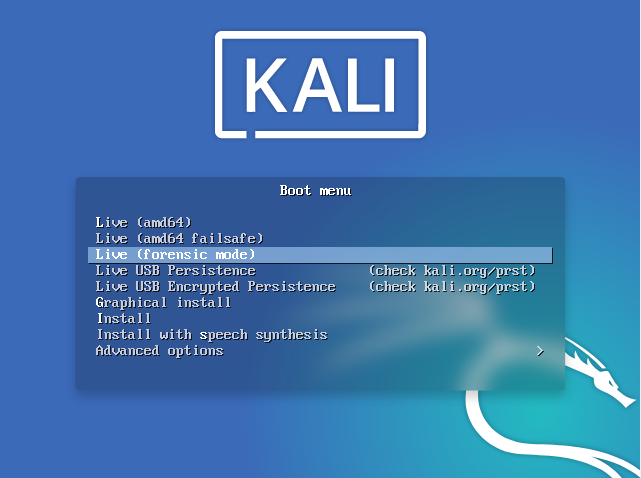 KALI
Boot menu
Live (amd64)
Live (amd64 failsafe)
Live (forensic mode)
Live USB Persistence (check kali.org/prst)
Live USB Encrypted Persistence (check kali.org/prst)
Graphical install
Install
Install with speech synthesis
Advanced options >